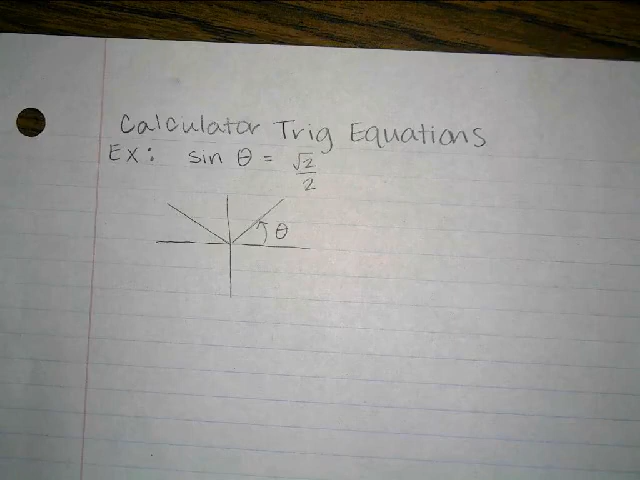 Calculator Trig Equations
Ex: sin θ = √2/2
θ